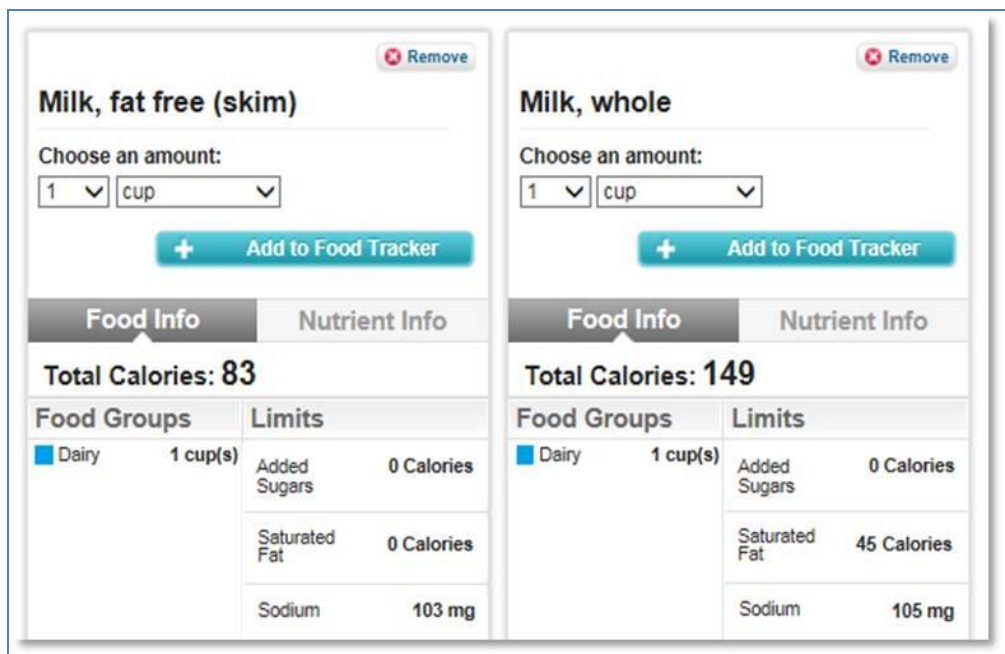 Remove
Milk, fat free (skim)
Choose an amount:
1 cup
+ Add to Food Tracker
Food Info Nutrient Info
Total Calories: 83
Food Groups Limits
Dairy 1 cup(s)
Added
Sugars 0 Calories
Saturated
Fat 0 Calories
Sodium 103 mg
Remove
Milk, whole
Choose an amount:
1 cup
+ Add to Food Tracker
Food Info Nutrient Info
Total Calories: 149
Food Groups Limits
Dairy 1 cup(s)
Added
Sugars 0 Calories
Saturated
Fat 45 Calories
Sodium 105 mg